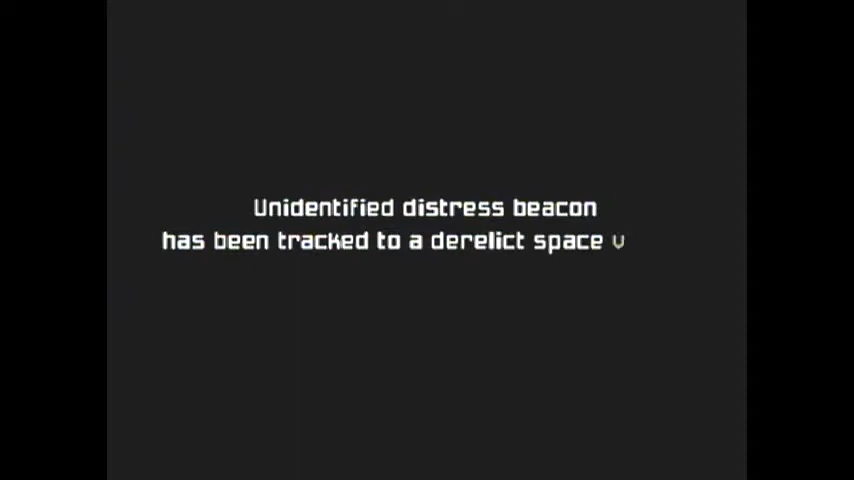 Unidentified distress beacon
has been tracked to a derelict space v